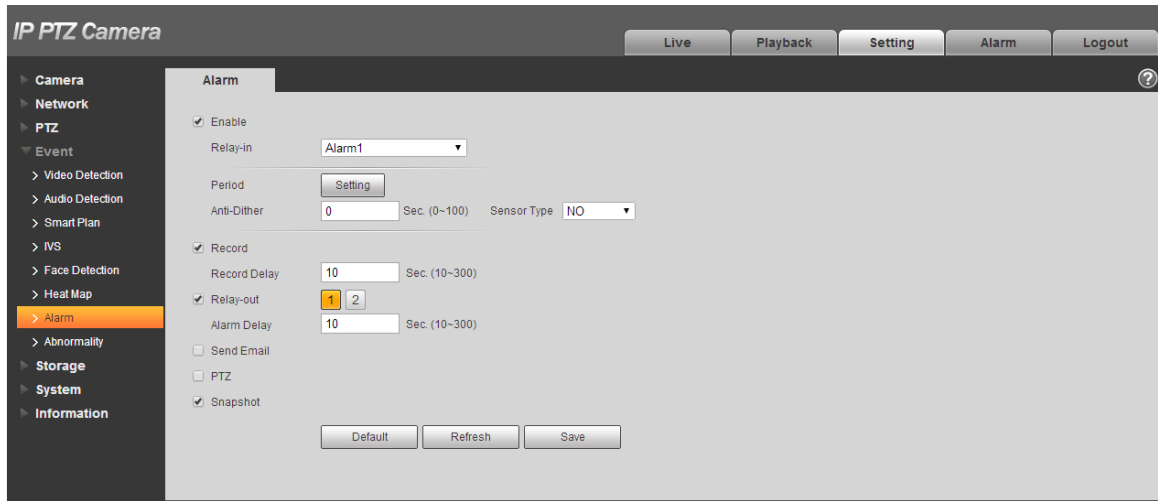 IP PTZ Camera
Live Playback Setting Alarm Logout
Camera
Network
PTZ
Event
Video Detection
Audio Detection
Smart Plan
IVS
Face Detection
Heat Map
Alarm
Abnormality
Storage
System
Information
Alarm
?
Enable
Relay-in Alarm1
Period Setting
Anti-Dither 0 Sec. (0~100) Sensor Type NO
Record
Record Delay 10 Sec. (10~300)
Relay-out 1 2
Alarm Delay 10 Sec. (10~300)
Send Email
PTZ
Snapshot
Default Refresh Save